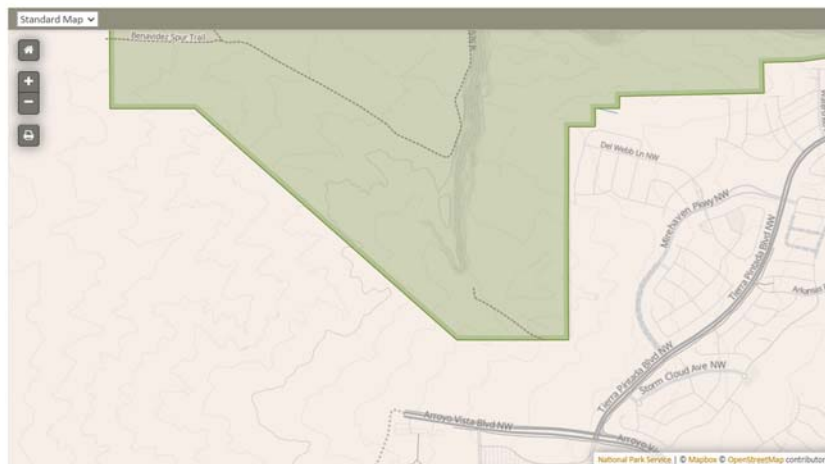 Standard Map
Benavidez Spur Trail
Del Webb Ln NW
Mirehaven Pkwy NW
Tierra Pintada Blvd NW
Tierra Pintada Blvd NW
Storm Cloud Ave NW
Arroyo Vista Blvd NW
National Park Service | © Mapbox © OpenStreetMap contributor